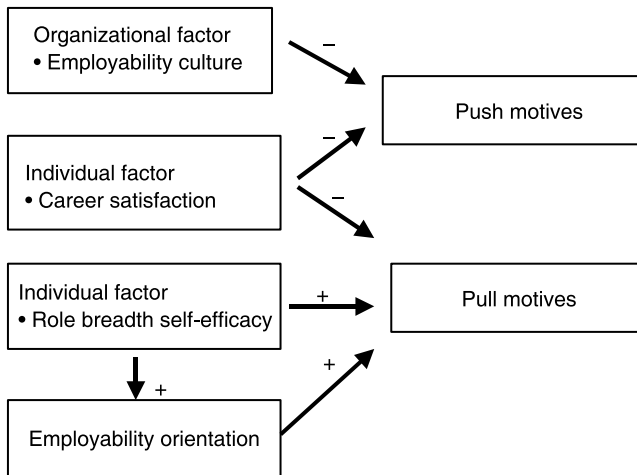 Organizational factor
• Employability culture
−
Push motives
−
Individual factor
• Career satisfaction
−
Individual factor
• Role breadth self-efficacy
+
Pull motives
+
+
Employability orientation